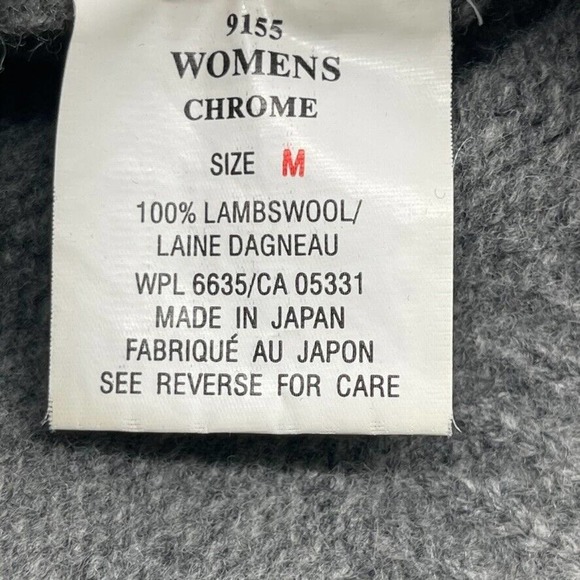 9155
WOMENS
CHROME
SIZE M
100% LAMBSWOOL/
LAINE DAGNEAU
WPL 6635/CA 05331
MADE IN JAPAN
FABRIQUÉ AU JAPON
SEE REVERSE FOR CARE